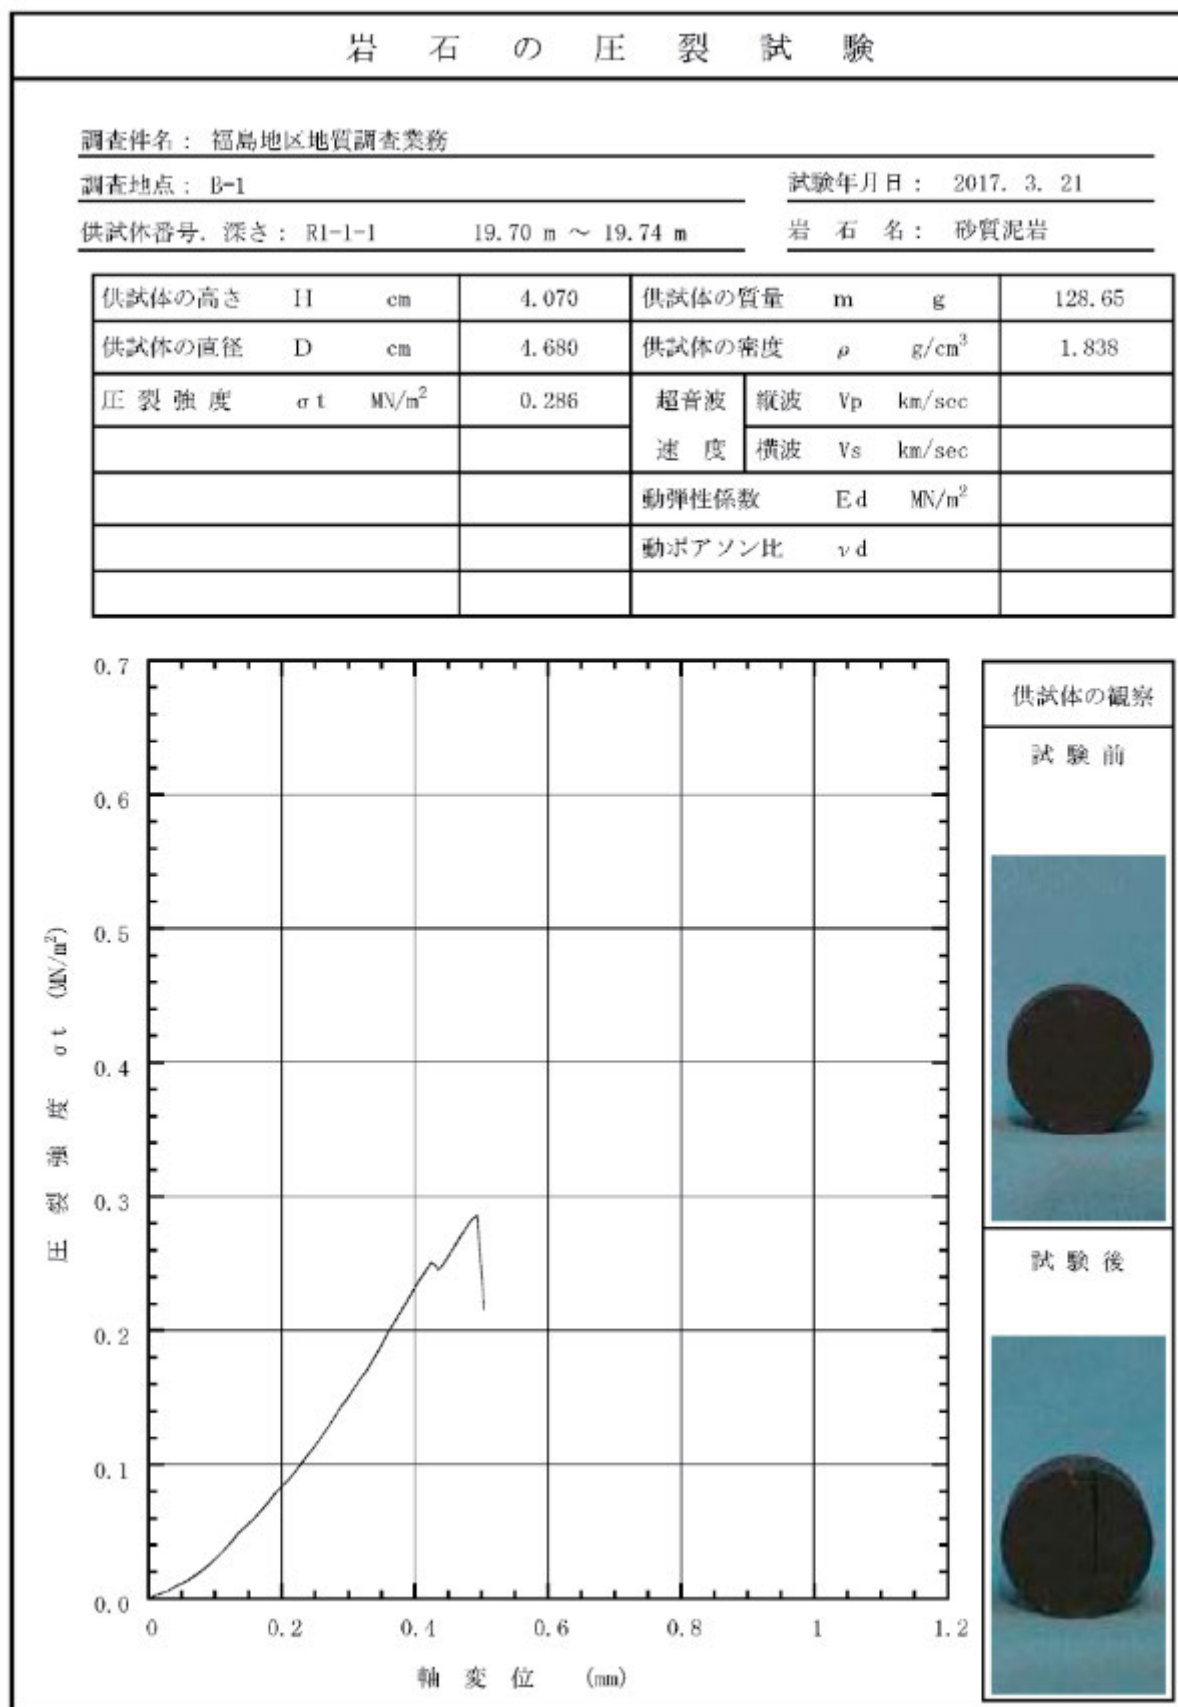 岩石の圧裂試験
調査件名： 福島地区地質調査業務
調査地点： B-1 試験年月日： 2017. 3. 21
供試体番号. 深さ： R1-1-1 19.70 m ～ 19.74 m 岩石名： 砂質泥岩
供試体の高さ H cm 4.070 供試体の質量 m g 128.65
供試体の直径 D cm 4.680 供試体の密度 ρ g/cm³ 1.838
圧裂強度 σt MN/m² 0.286 超音波 縦波 Vp km/sec
速度 横波 Vs km/sec
動弾性係数 Ed MN/m²
動ポアソン比 νd
0.7
0.6
0.5
0.4
0.3
0.2
0.1
0.0
圧裂強度 σt (MN/m²)
0 0.2 0.4 0.6 0.8 1 1.2
軸変位 (mm)
供試体の観察
試験前
試験後